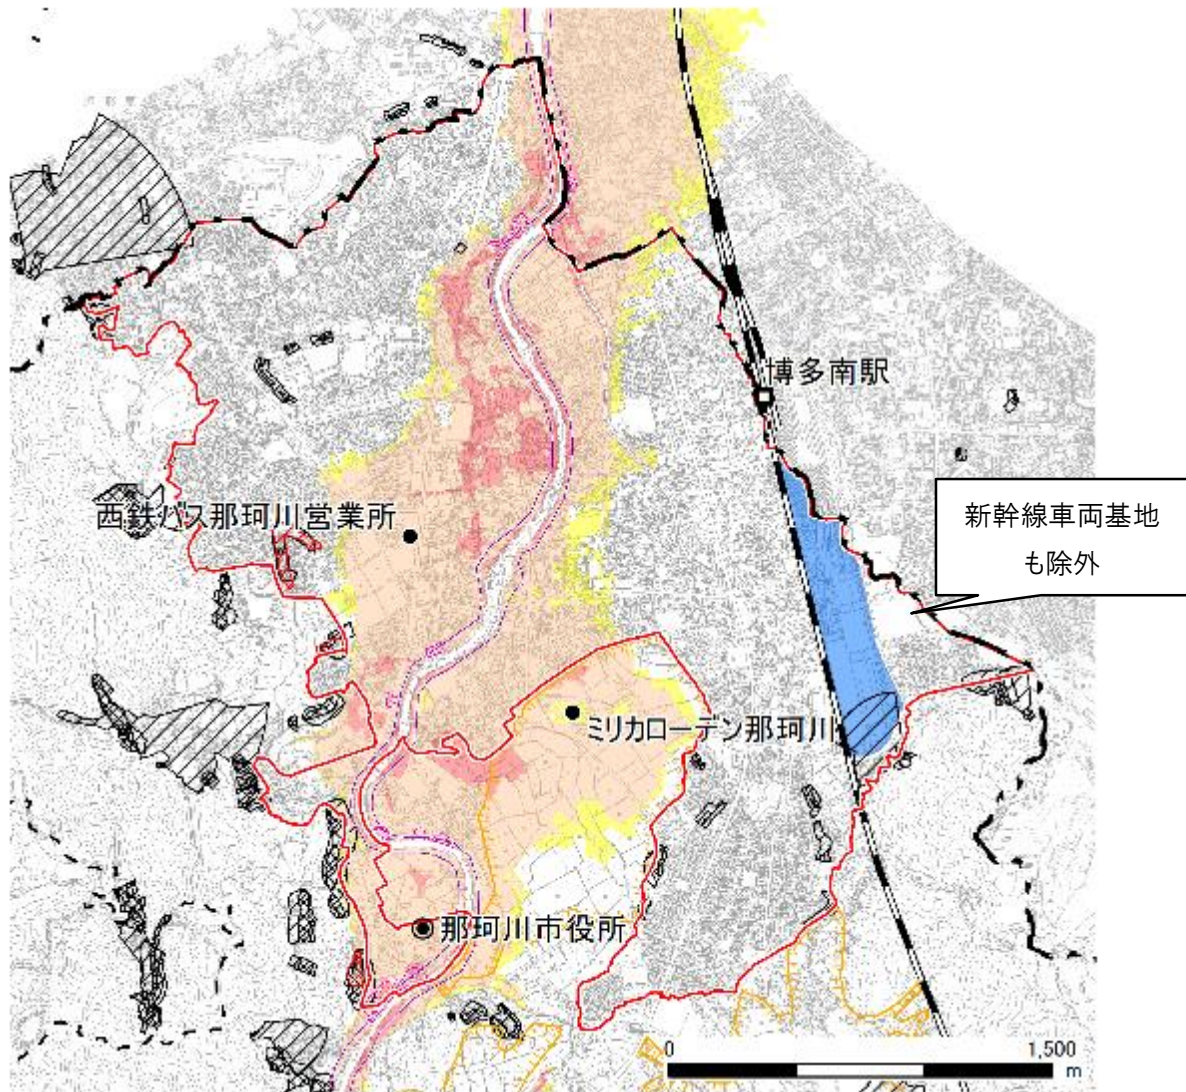 博多南駅
新幹線車両基地
も除外
西鉄バス那珂川営業所
ミリカローデン那珂川
那珂川市役所
0 1,500
m